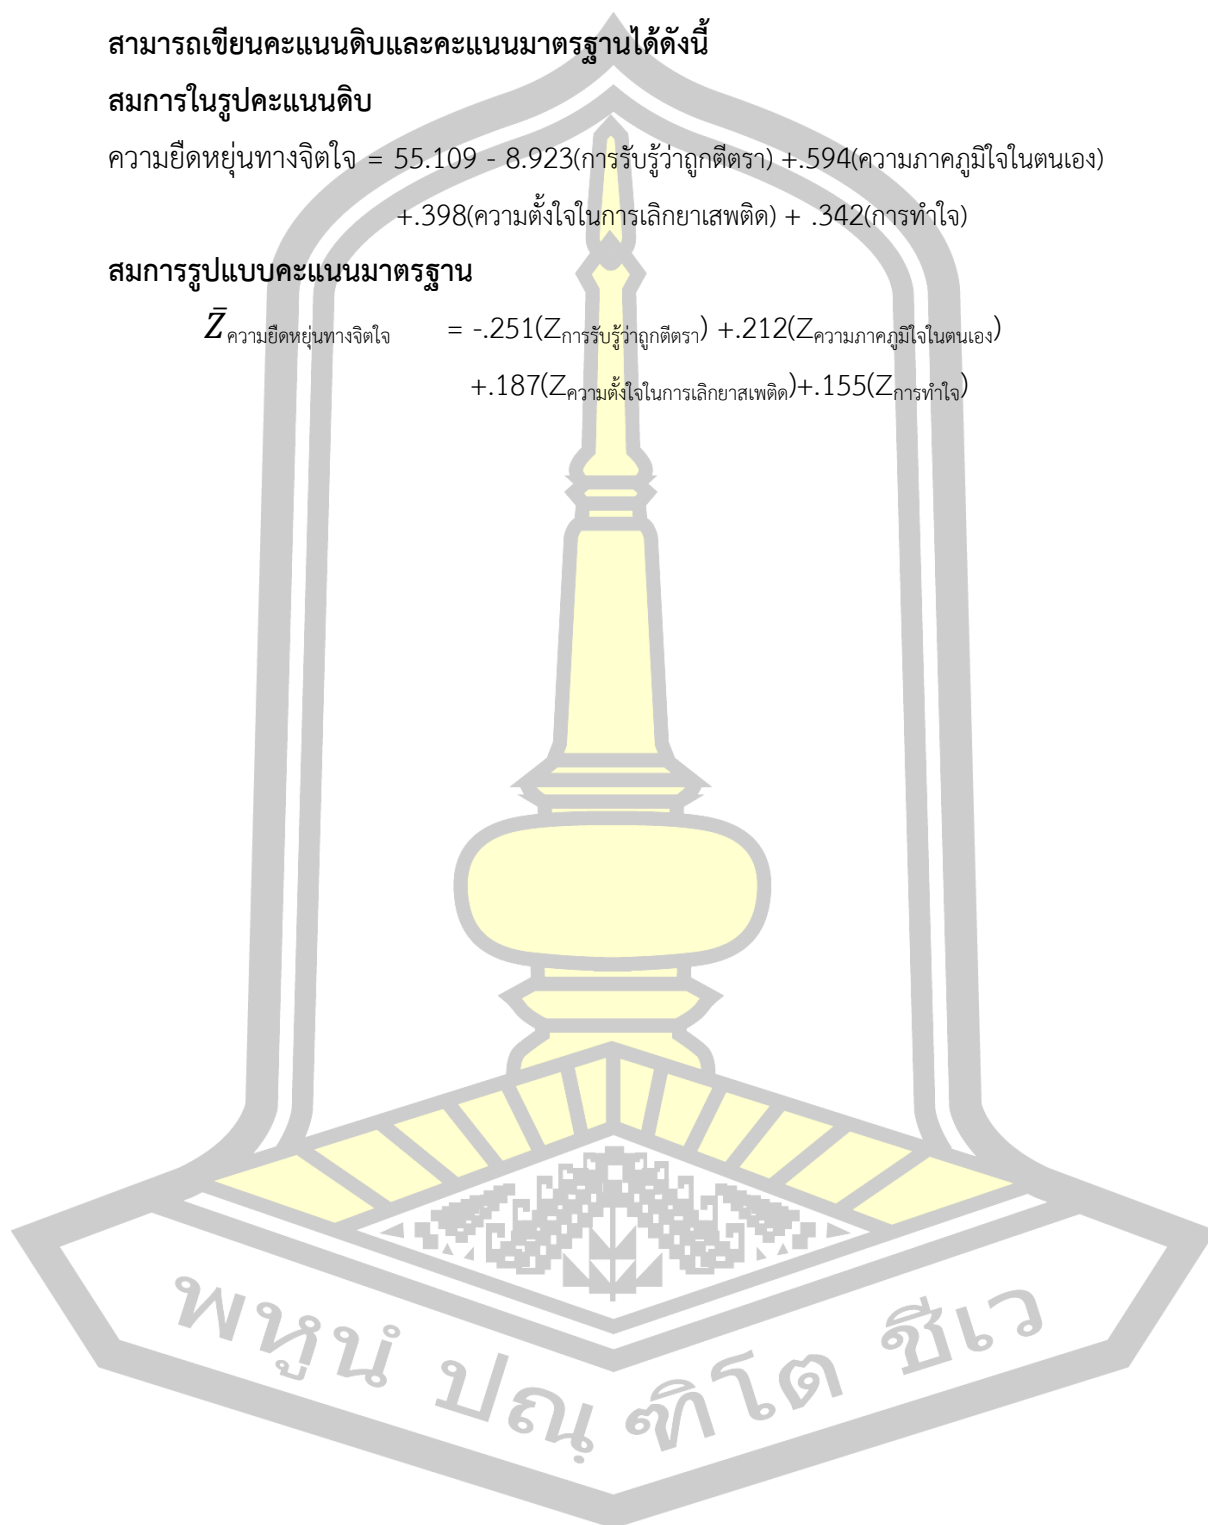 สามารถเขียนคะแนนดิบและคะแนนมาตรฐานได้ดังนี้
สมการในรูปคะแนนดิบ
ความยืดหยุ่นทางจิตใจ = 55.109 - 8.923(การรับรู้ว่าถูกตีตรา) +.594(ความภาคภูมิใจในตนเอง)
+.398(ความตั้งใจในการเลิกยาเสพติด) + .342(การทำใจ)
สมการรูปแบบคะแนนมาตรฐาน
Z̄ความยืดหยุ่นทางจิตใจ = -.251(Zการรับรู้ว่าถูกตีตรา) +.212(Zความภาคภูมิใจในตนเอง)
+.187(Zความตั้งใจในการเลิกยาสเพติด)+.155(Zการทำใจ)
พหูนํ ปณฺฑิโต ชีเว